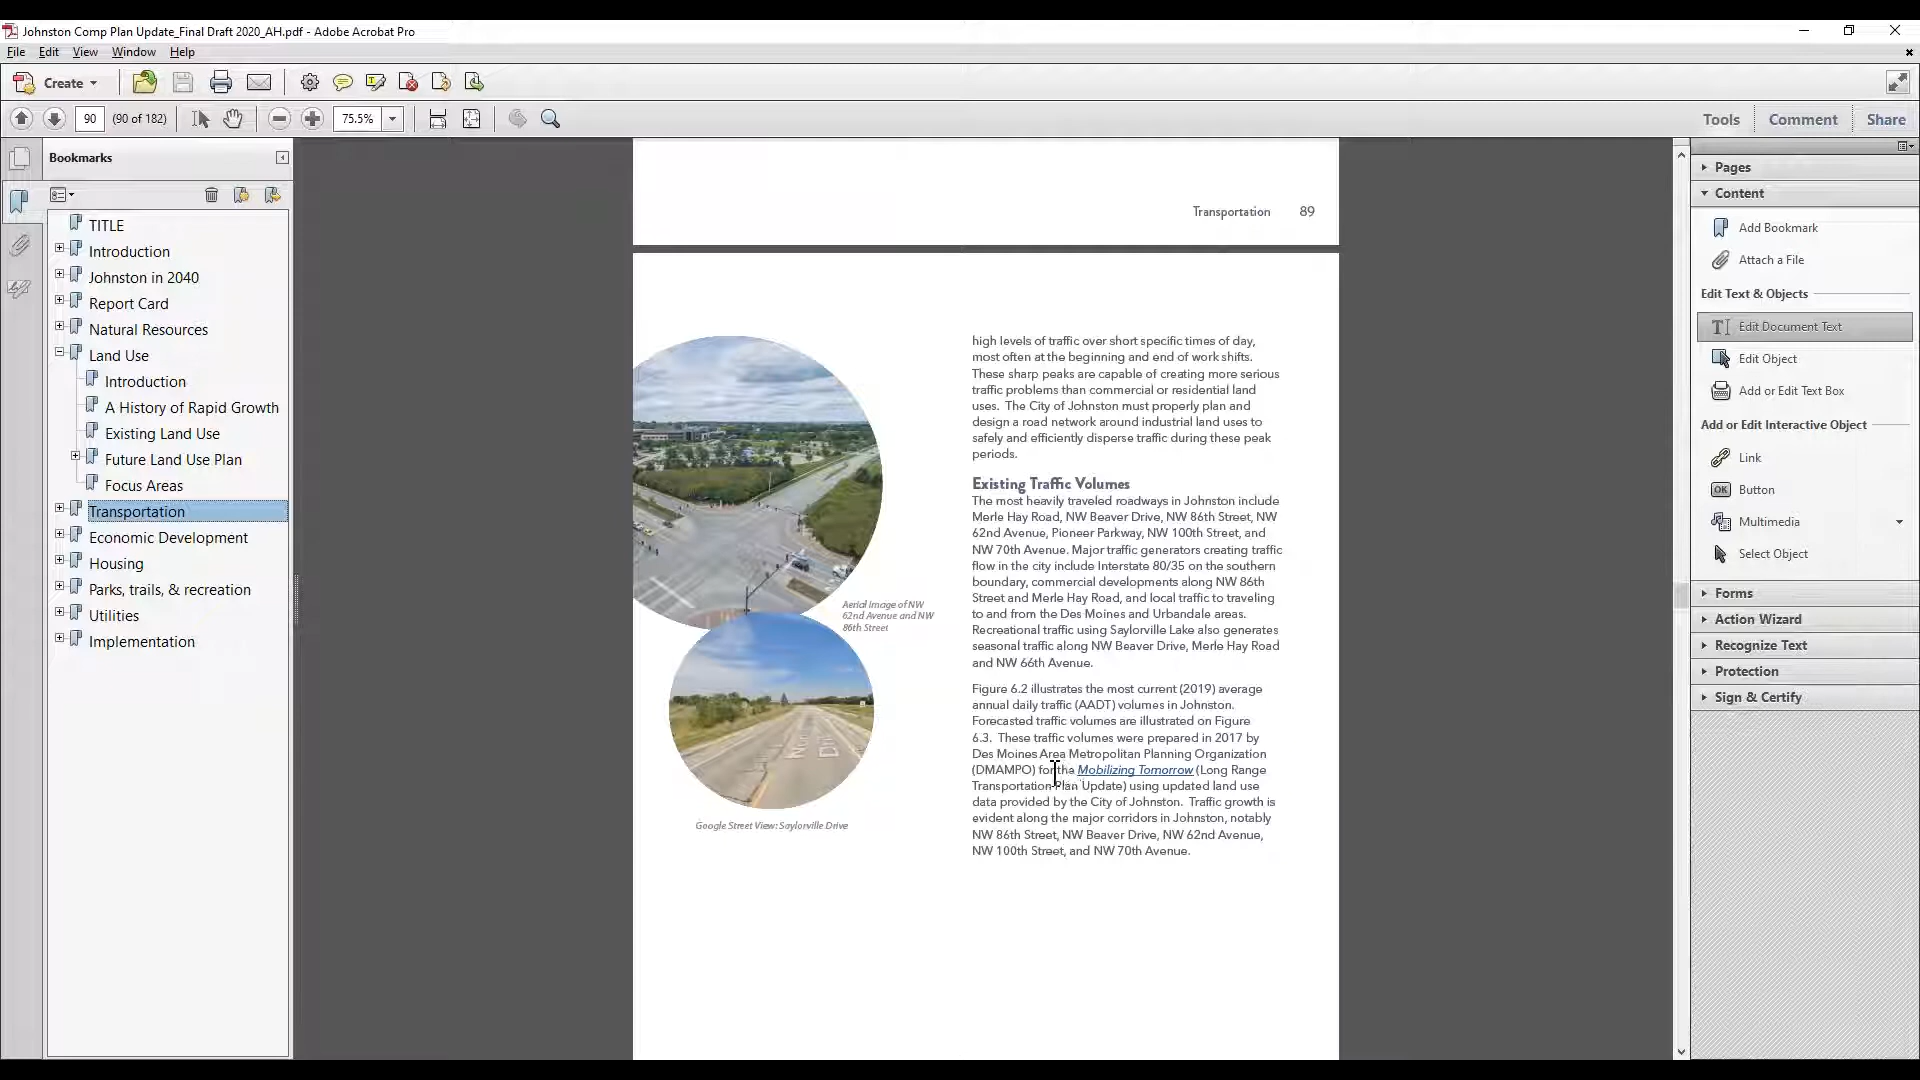 Johnston Comp Plan Update_Final Draft 2020_AH.pdf - Adobe Acrobat Pro
File Edit View Window Help
Create
90 (90 of 182) 75.5% Tools Comment Share
Bookmarks
TITLE
Introduction
Johnston in 2040
Report Card
Natural Resources
Land Use
Introduction
A History of Rapid Growth
Existing Land Use
Future Land Use Plan
Focus Areas
Transportation
Economic Development
Housing
Parks, trails, & recreation
Utilities
Implementation
Transportation 89
Aerial Image of NW
62nd Avenue and NW
86th Street
Google Street View: Saylorville Drive
high levels of traffic over short specific times of day,
most often at the beginning and end of work shifts.
These sharp peaks are capable of creating more serious
traffic problems than commercial or residential land
uses. The City of Johnston must properly plan and
design a road network around industrial land uses to
safely and efficiently disperse traffic during these peak
periods.
Existing Traffic Volumes
The most heavily traveled roadways in Johnston include
Merle Hay Road, NW Beaver Drive, NW 86th Street, NW
62nd Avenue, Pioneer Parkway, NW 100th Street, and
NW 70th Avenue. Major traffic generators creating traffic
flow in the city include Interstate 80/35 on the southern
boundary, commercial developments along NW 86th
Street and Merle Hay Road, and local traffic to traveling
to and from the Des Moines and Urbandale areas.
Recreational traffic using Saylorville Lake also generates
seasonal traffic along NW Beaver Drive, Merle Hay Road
and NW 66th Avenue.
Figure 6.2 illustrates the most current (2019) average
annual daily traffic (AADT) volumes in Johnston.
Forecasted traffic volumes are illustrated on Figure
6.3. These traffic volumes were prepared in 2017 by
Des Moines Area Metropolitan Planning Organization
(DMAMPO) for the Mobilizing Tomorrow (Long Range
Transportation Plan Update) using updated land use
data provided by the City of Johnston. Traffic growth is
evident along the major corridors in Johnston, notably
NW 86th Street, NW Beaver Drive, NW 62nd Avenue,
NW 100th Street, and NW 70th Avenue.
Pages
Content
Add Bookmark
Attach a File
Edit Text & Objects
Edit Document Text
Edit Object
Add or Edit Text Box
Add or Edit Interactive Object
Link
OK Button
Multimedia
Select Object
Forms
Action Wizard
Recognize Text
Protection
Sign & Certify